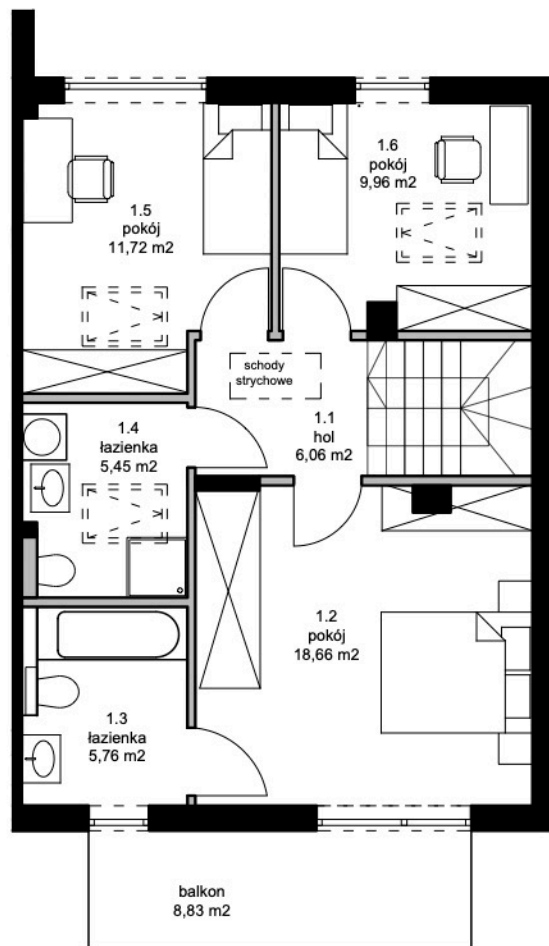 1.6
pokój
9,96 m2
1.5
pokój
11,72 m2
schody
strychowe
1.1
hol
6,06 m2
1.4
łazienka
5,45 m2
1.2
pokój
18,66 m2
1.3
łazienka
5,76 m2
balkon
8,83 m2